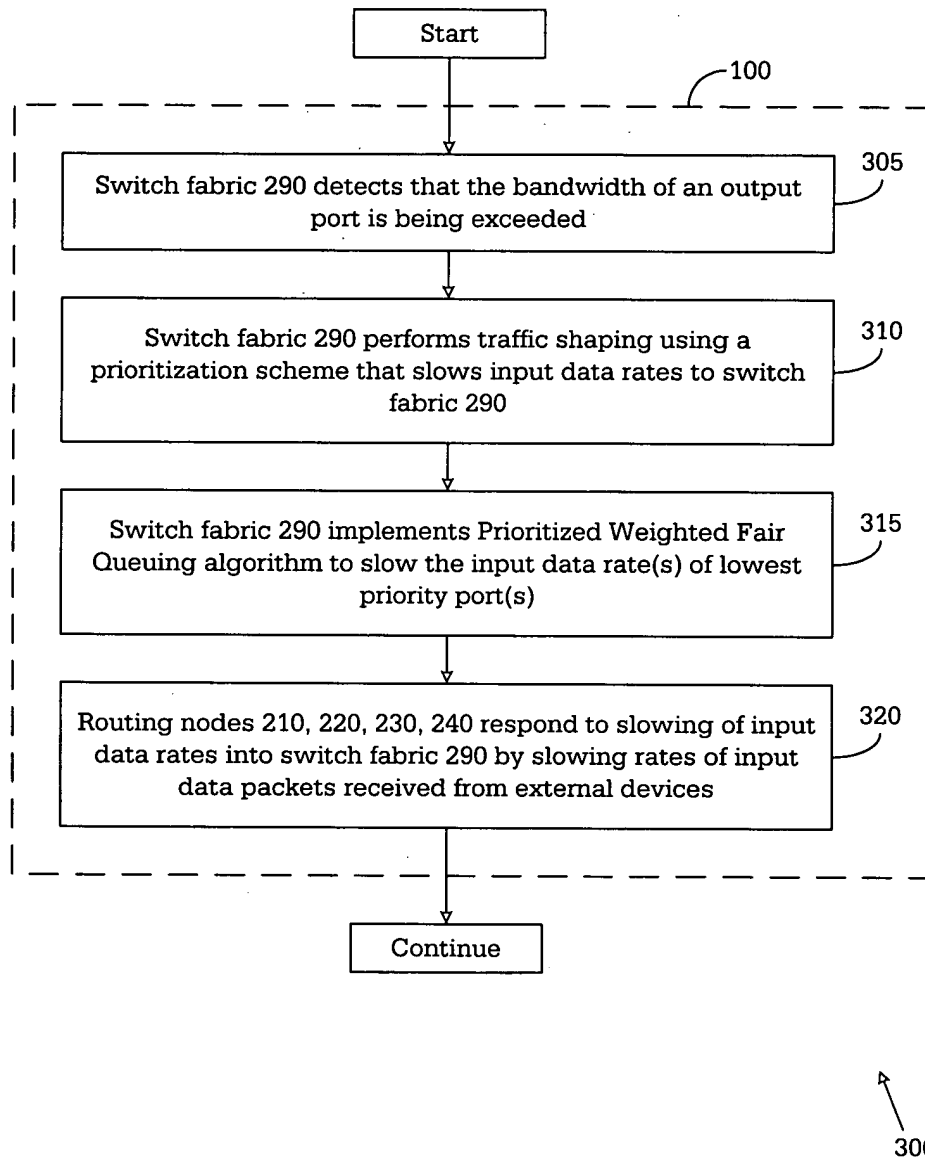 Start
100
Switch fabric 290 detects that the bandwidth of an output
port is being exceeded
305
Switch fabric 290 performs traffic shaping using a
prioritization scheme that slows input data rates to switch
fabric 290
310
Switch fabric 290 implements Prioritized Weighted Fair
Queuing algorithm to slow the input data rate(s) of lowest
priority port(s)
315
Routing nodes 210, 220, 230, 240 respond to slowing of input
data rates into switch fabric 290 by slowing rates of input
data packets received from external devices
320
Continue
300